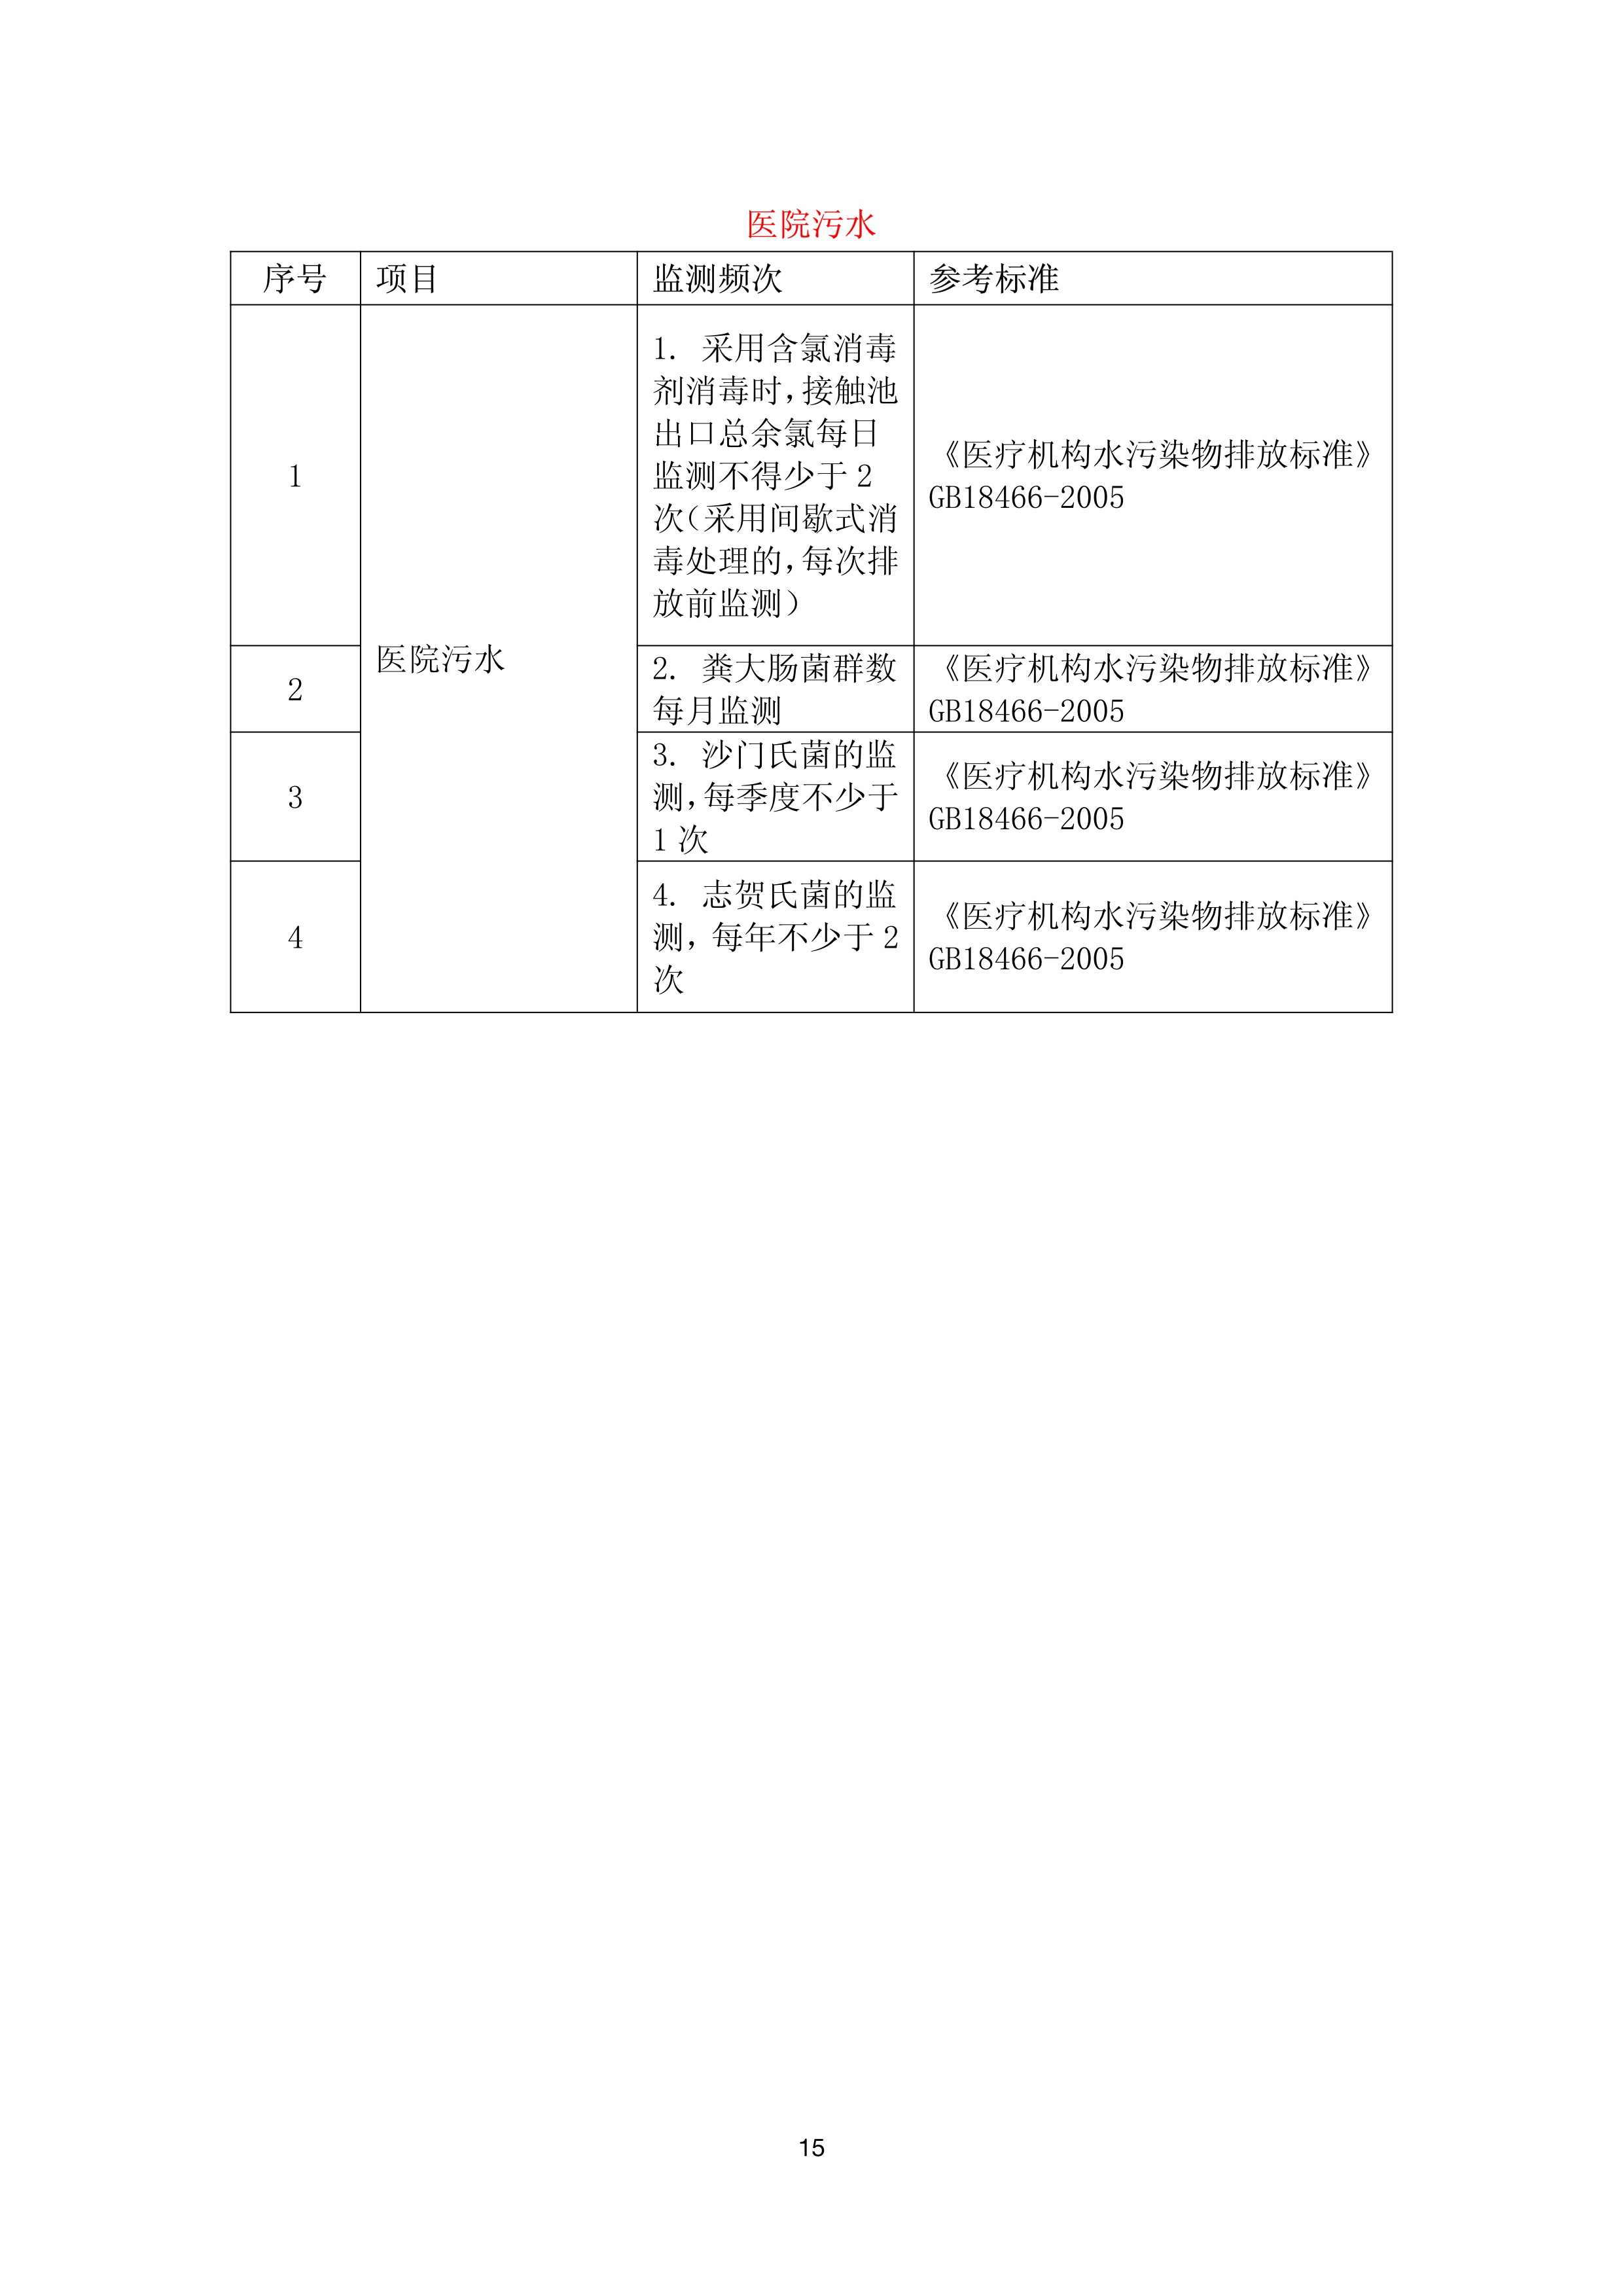 医院污水
序号 项目 监测频次 参考标准
1
医院污水
1. 采用含氯消毒
剂消毒时,接触池
出口总余氯每日
监测不得少于 2
次(采用间歇式消
毒处理的,每次排
放前监测)
《医疗机构水污染物排放标准》
GB18466-2005
2
2. 粪大肠菌群数
每月监测
《医疗机构水污染物排放标准》
GB18466-2005
3
3. 沙门氏菌的监
测,每季度不少于
1 次
《医疗机构水污染物排放标准》
GB18466-2005
4
4. 志贺氏菌的监
测, 每年不少于 2
次
《医疗机构水污染物排放标准》
GB18466-2005
15